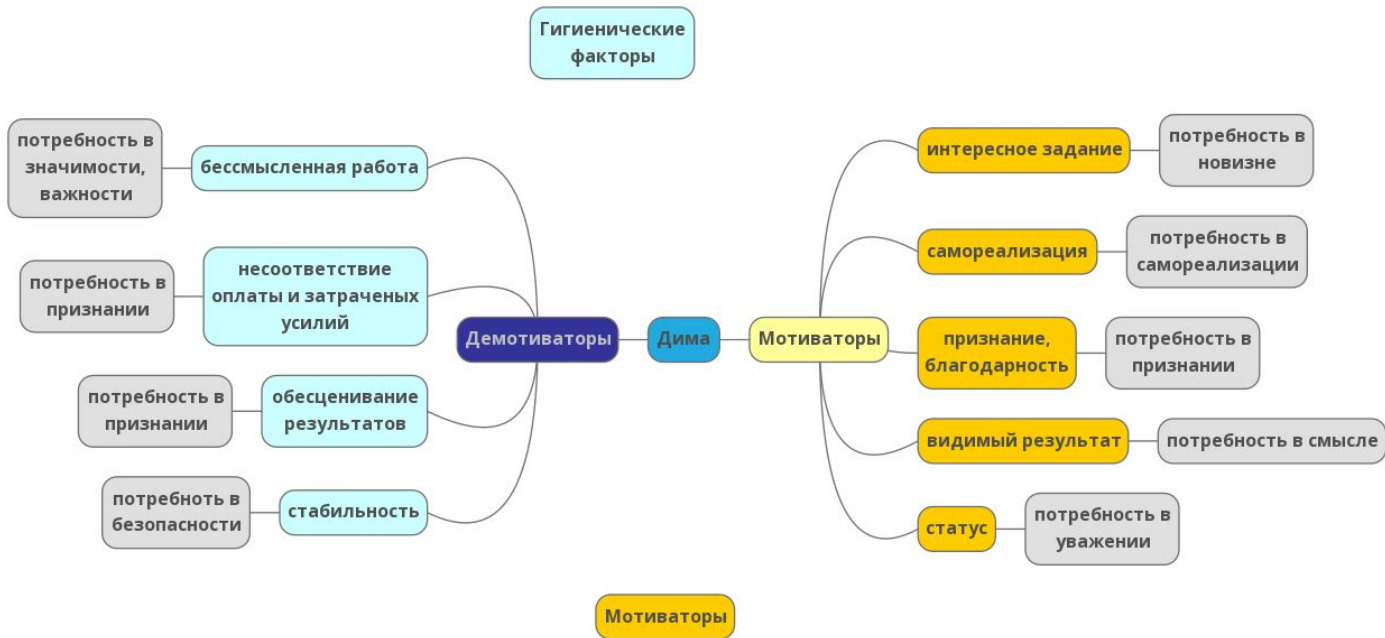 Гигиенические
факторы
потребность в
значимости,
важности
бессмысленная работа
потребность в
признании
несоответствие
оплаты и затраченых
усилий
потребность в
признании
обесценивание
результатов
потребноть в
безопасности
стабильность
Демотиваторы
Дима
Мотиваторы
интересное задание
потребность в
новизне
самореализация
потребность в
самореализации
признание,
благодарность
потребность в
признании
видимый результат
потребность в смысле
статус
потребность в
уважении
Мотиваторы